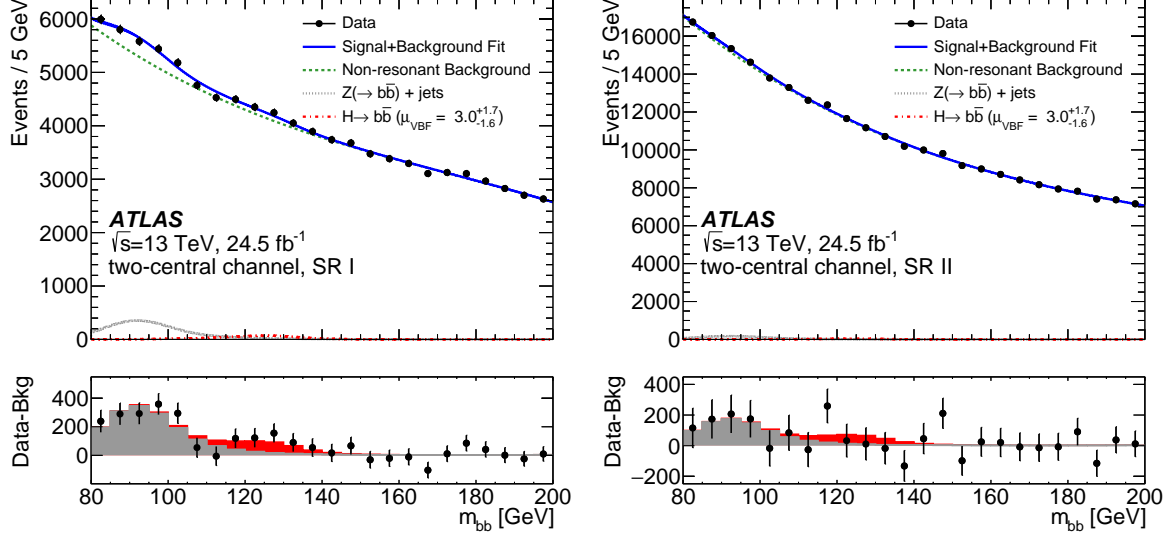 Events / 5 GeV
6000
5000
4000
3000
2000
1000
0
Data
Signal+Background Fit
Non-resonant Background
Z(→ bb̅) + jets
H→ bb̅ (μVBF = 3.0 +1.7 -1.6)
ATLAS
√s=13 TeV, 24.5 fb-1
two-central channel, SR I
Data-Bkg
400
200
0
80 100 120 140 160 180 200
mbb [GeV]
Events / 5 GeV
16000
14000
12000
10000
8000
6000
4000
2000
0
Data
Signal+Background Fit
Non-resonant Background
Z(→ bb̅) + jets
H→ bb̅ (μVBF = 3.0 +1.7 -1.6)
ATLAS
√s=13 TeV, 24.5 fb-1
two-central channel, SR II
Data-Bkg
400
200
0
−200
80 100 120 140 160 180 200
mbb [GeV]